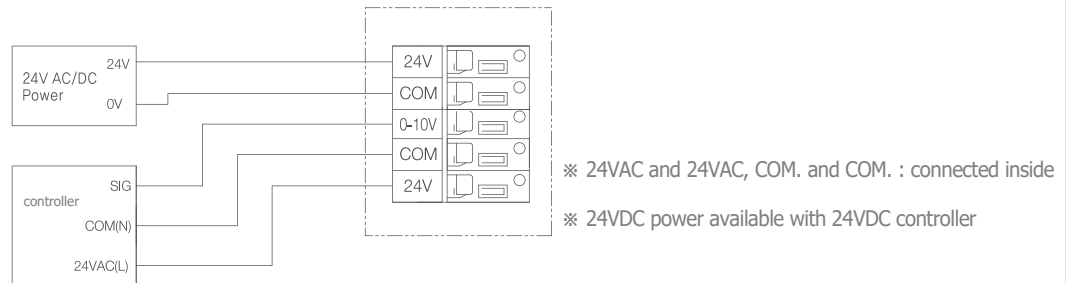 24V AC/DC
Power
24V
0V
24V
COM
0-10V
COM
24V
controller
SIG
COM(N)
24VAC(L)
※ 24VAC and 24VAC, COM. and COM. : connected inside
※ 24VDC power available with 24VDC controller